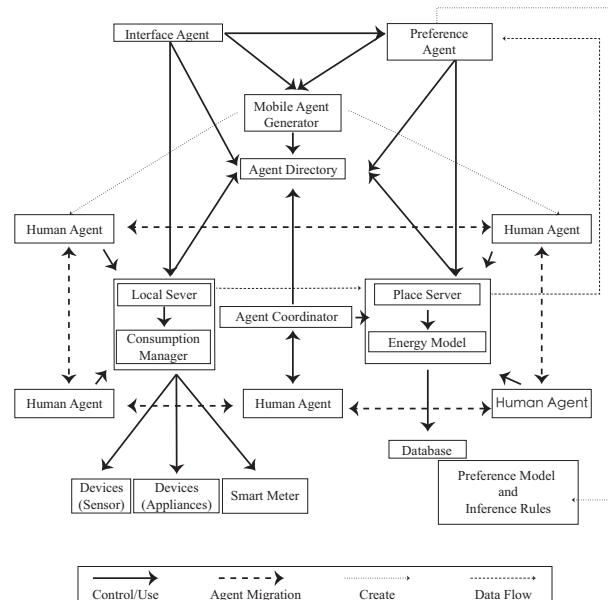 Interface Agent
Preference
Agent
Mobile Agent
Generator
Agent Directory
Human Agent
Human Agent
Local Sever
Place Server
Agent Coordinator
Consumption
Manager
Energy Model
Human Agent
Human Agent
Human Agent
Database
Devices
(Sensor)
Devices
(Appliances)
Smart Meter
Preference Model
and
Inference Rules
Control/Use
Agent Migration
Create
Data Flow